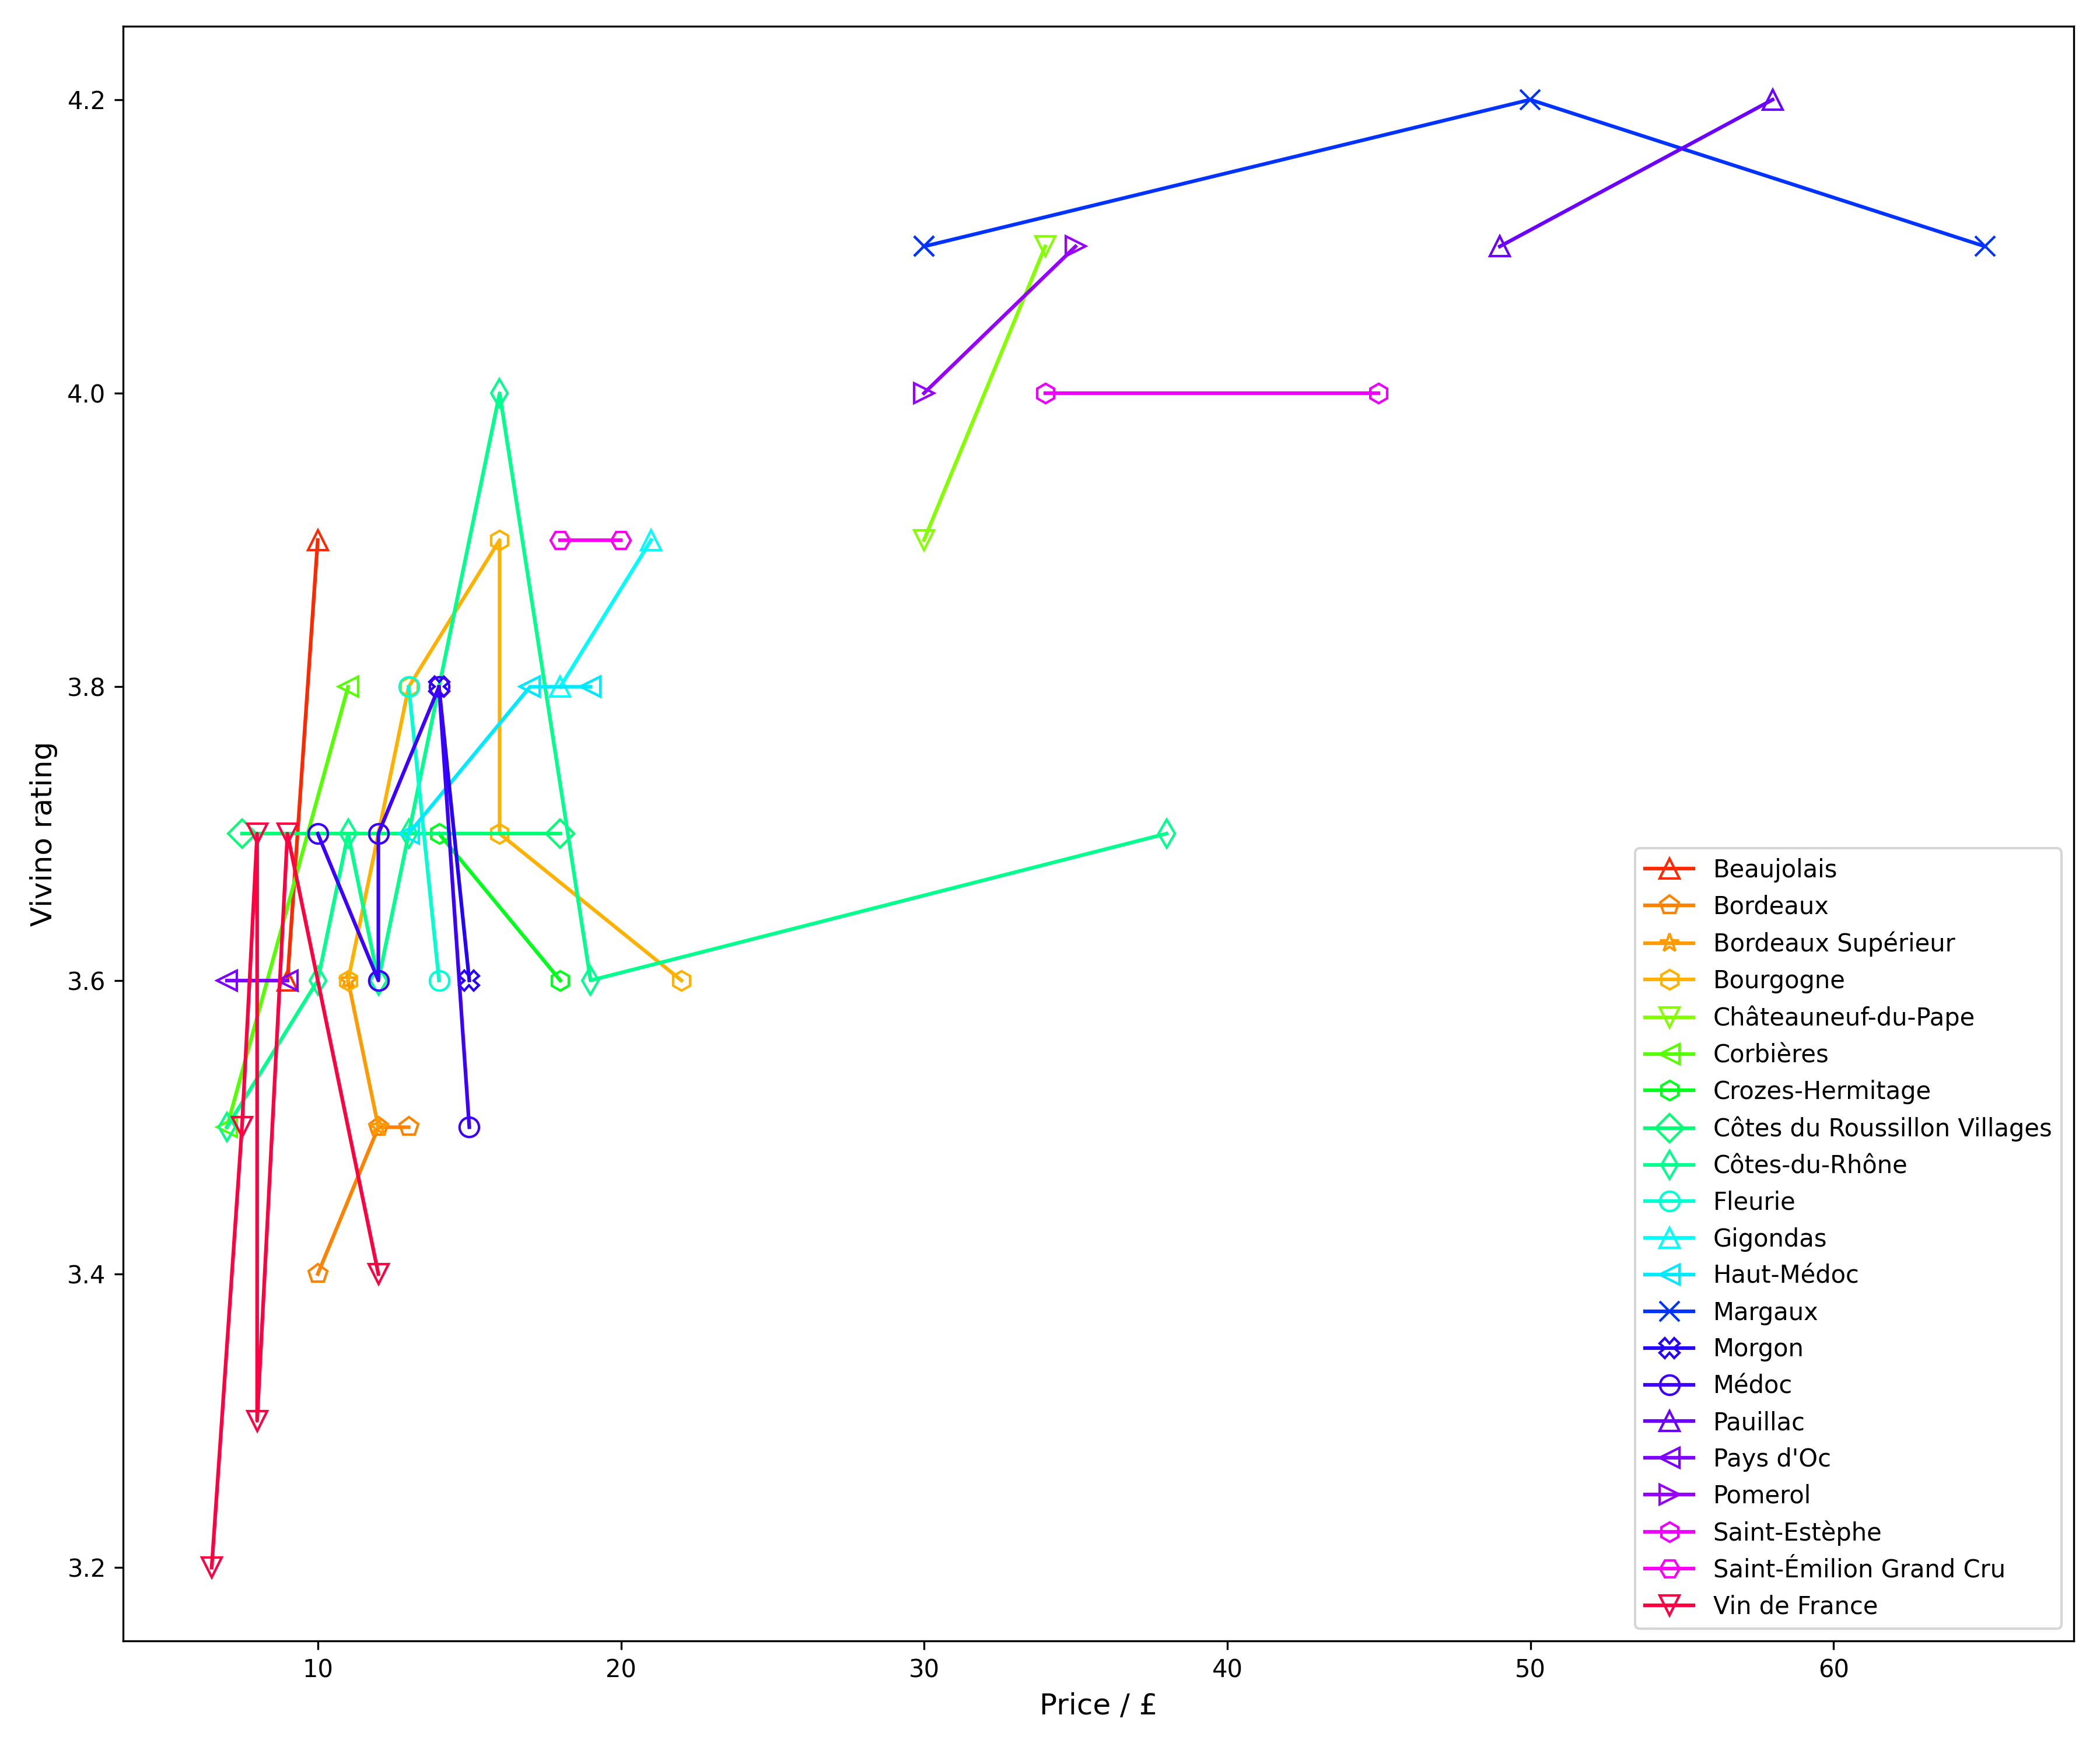 4.2
4.0
3.8
3.6
3.4
3.2
Vivino rating
10 20 30 40 50 60
Price / £
Beaujolais
Bordeaux
Bordeaux Supérieur
Bourgogne
Châteauneuf-du-Pape
Corbières
Crozes-Hermitage
Côtes du Roussillon Villages
Côtes-du-Rhône
Fleurie
Gigondas
Haut-Médoc
Margaux
Morgon
Médoc
Pauillac
Pays d'Oc
Pomerol
Saint-Estèphe
Saint-Émilion Grand Cru
Vin de France